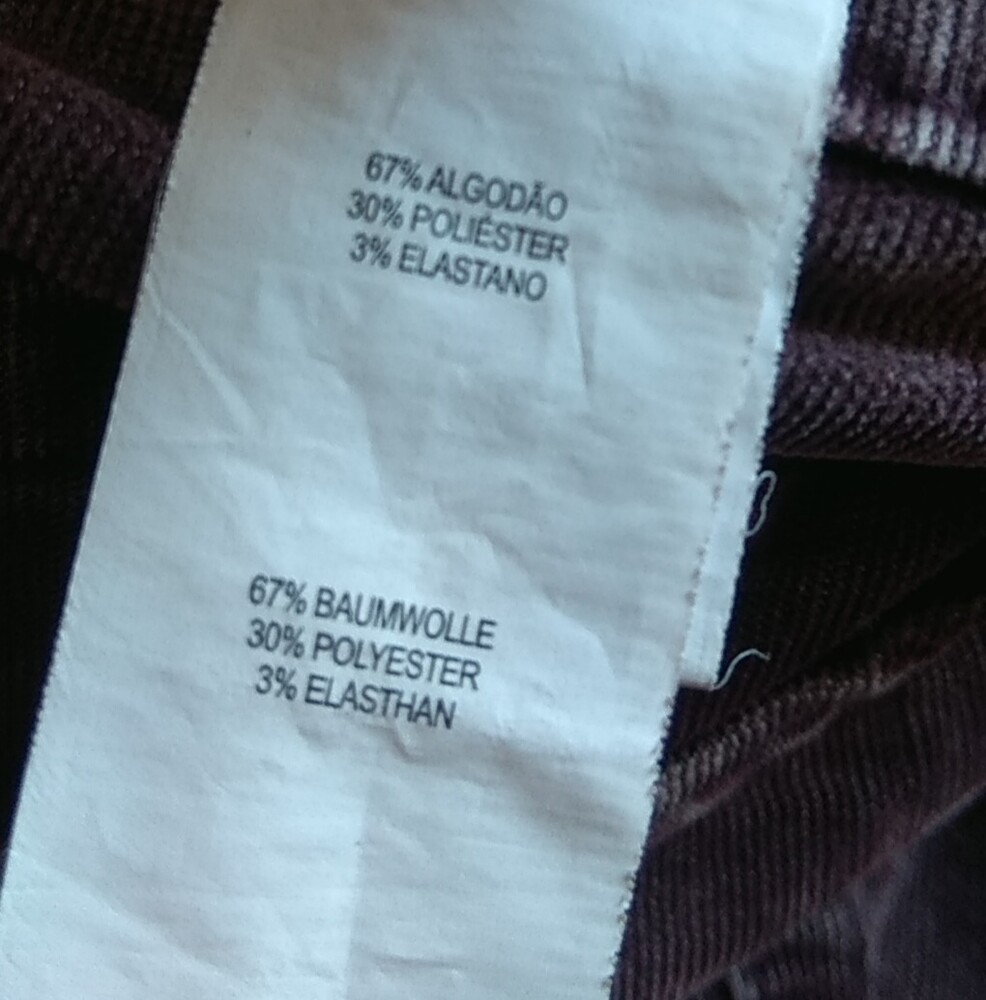 67% ALGODÃO
30% POLIÉSTER
3% ELASTANO
67% BAUMWOLLE
30% POLYESTER
3% ELASTHAN